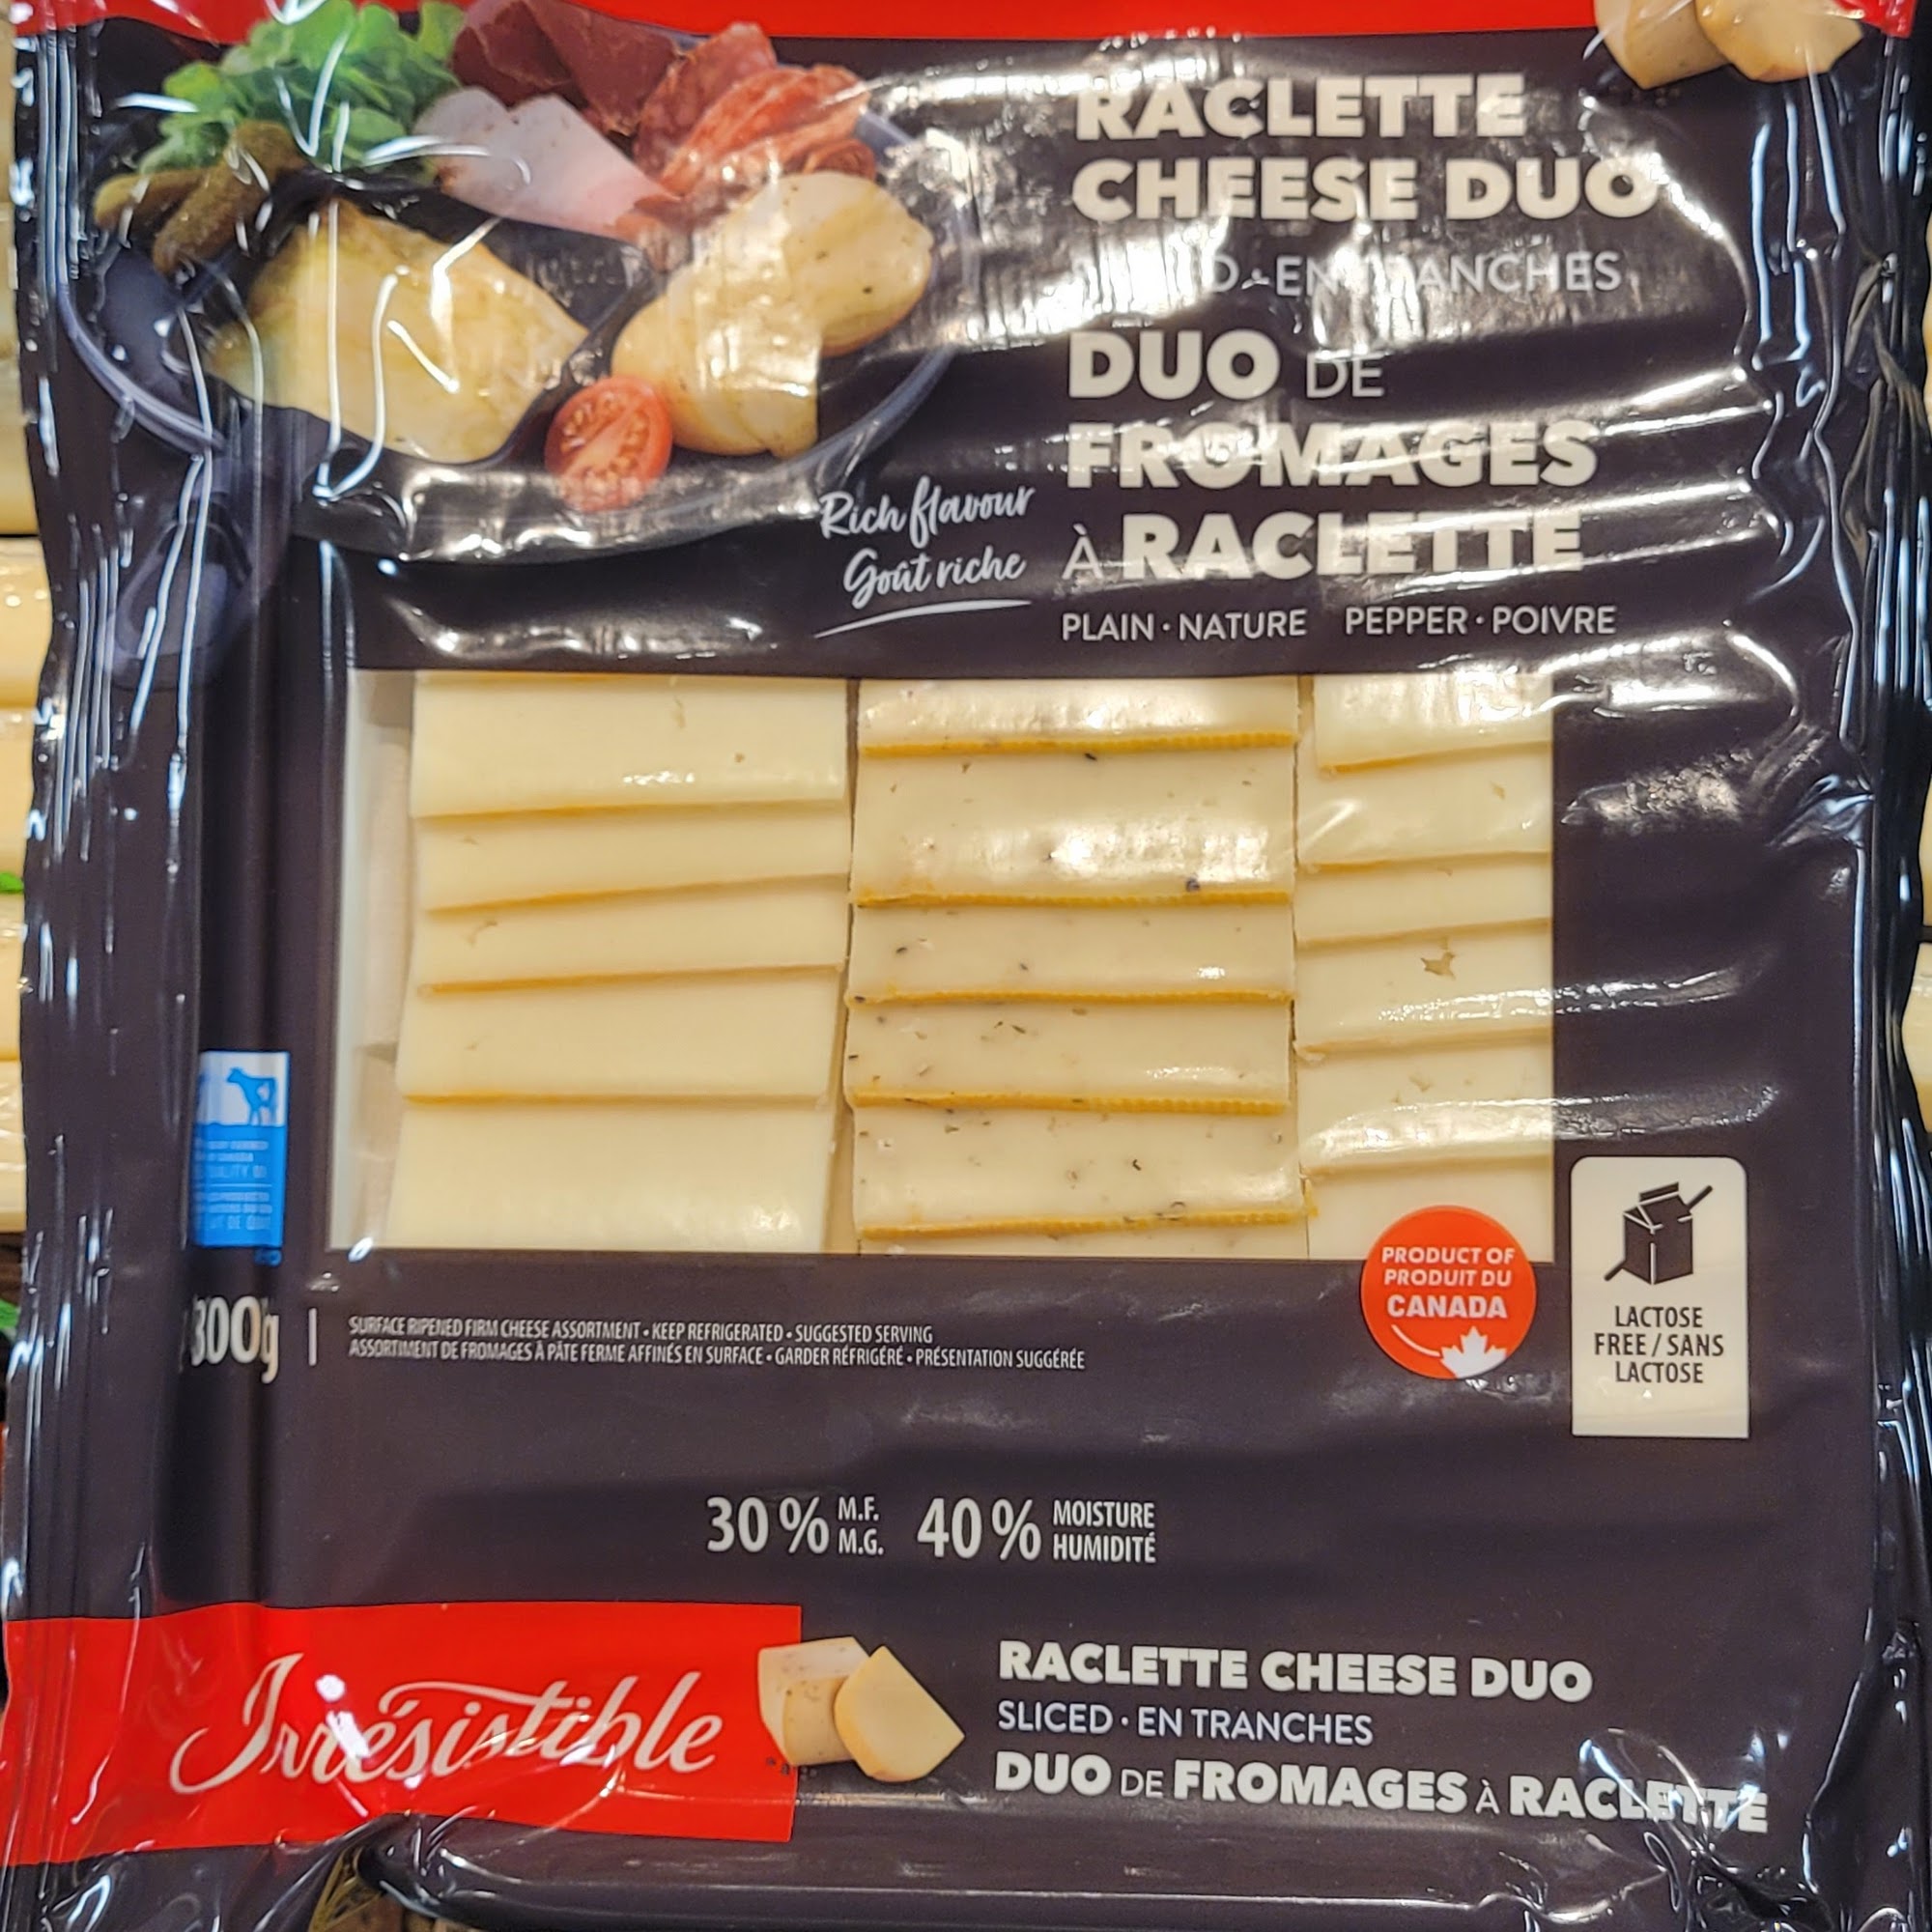 RACLETTE
CHEESE DUO
EN TRANCHES
DUO DE
FROMAGES
À RACLETTE
Rich flavour
Goût riche
PLAIN · NATURE PEPPER · POIVRE
PRODUCT OF
PRODUIT DU
CANADA
LACTOSE
FREE / SANS
LACTOSE
300g
SURFACE RIPENED FIRM CHEESE ASSORTMENT • KEEP REFRIGERATED • SUGGESTED SERVING
ASSORTIMENT DE FROMAGES À PÂTE FERME AFFINÉS EN SURFACE • GARDER RÉFRIGÉRÉ • PRÉSENTATION SUGGÉRÉE
30 % M.F. 40 % MOISTURE
M.G. HUMIDITÉ
Irrésistible
RACLETTE CHEESE DUO
SLICED · EN TRANCHES
DUO DE FROMAGES À RACLETTE